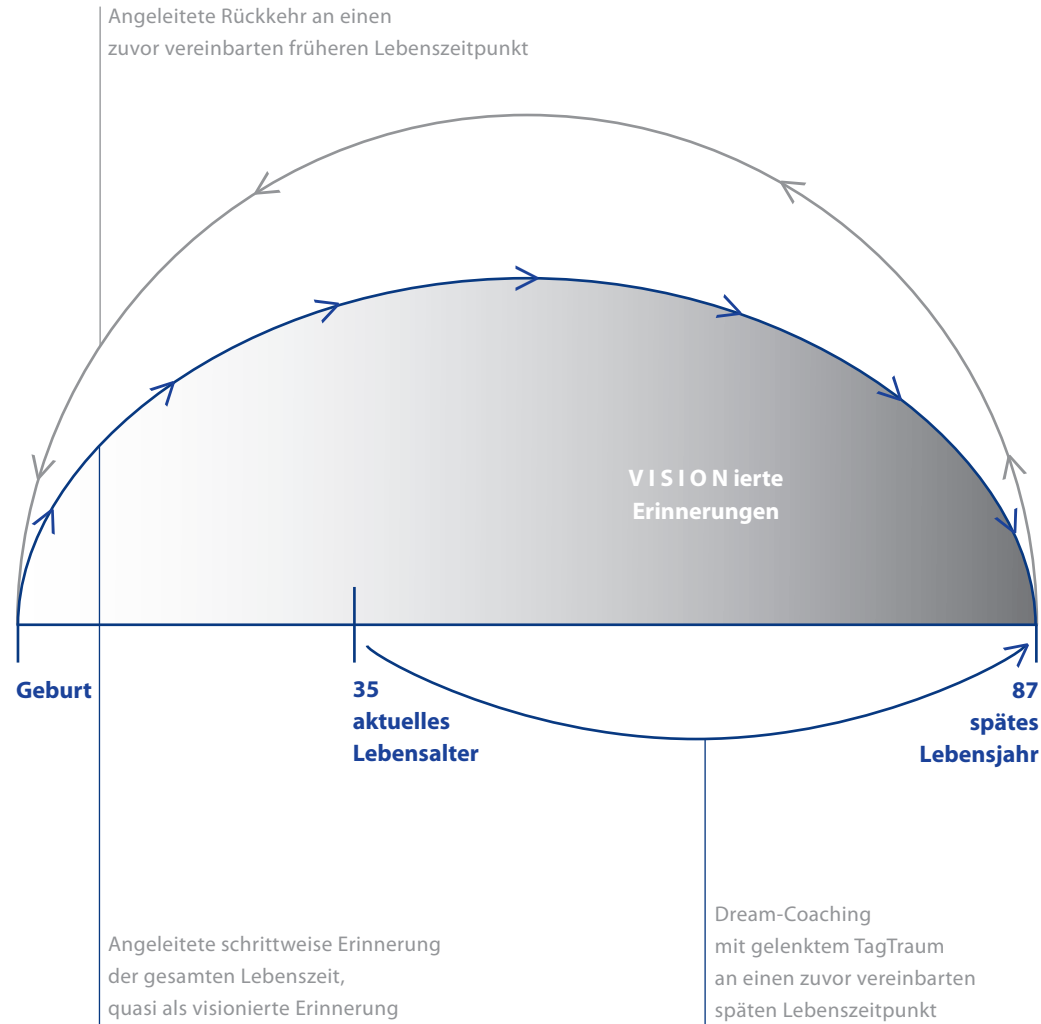 Angeleitete Rückkehr an einen
zuvor vereinbarten früheren Lebenszeitpunkt
VISIONierte
Erinnerungen
Geburt
35
aktuelles
Lebensalter
87
spätes
Lebensjahr
Angeleitete schrittweise Erinnerung
der gesamten Lebenszeit,
quasi als visionierte Erinnerung
Dream-Coaching
mit gelenktem TagTraum
an einen zuvor vereinbarten
späten Lebenszeitpunkt